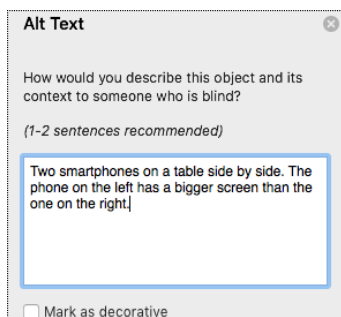 Alt Text
How would you describe this object and its
context to someone who is blind?
(1-2 sentences recommended)
Two smartphones on a table side by side. The
phone on the left has a bigger screen than the
one on the right.
Mark as decorative